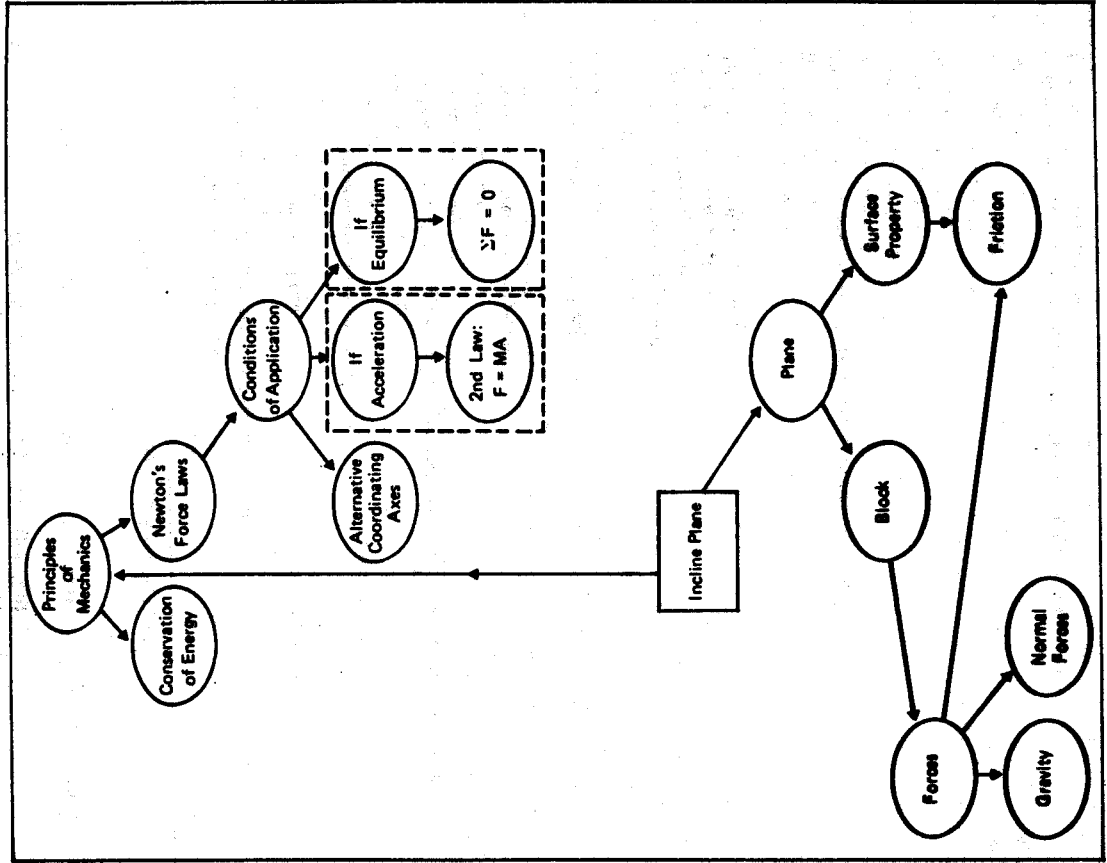 Principles
of
Mechanics
Conservation
of Energy
Newton's
Force Laws
Conditions
of Application
Alternative
Coordinating
Axes
If
Acceleration
If
Equilibrium
2nd Law:
F = MA
ΣF = 0
Incline Plane
Plane
Block
Surface
Property
Forces
Friction
Gravity
Normal
Forces